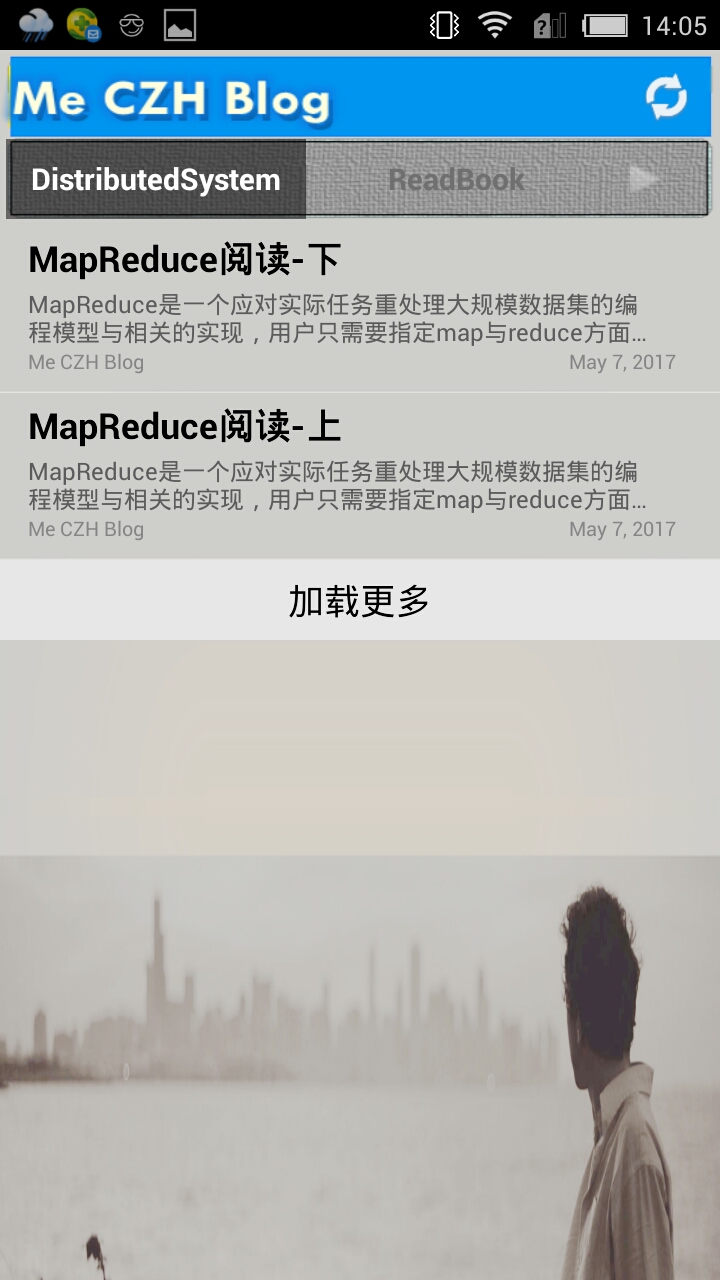 14:05
Me CZH Blog
DistributedSystem
ReadBook
MapReduce阅读-下
MapReduce是一个应对实际任务重处理大规模数据集的编
程模型与相关的实现，用户只需要指定map与reduce方面...
Me CZH Blog
May 7, 2017
MapReduce阅读-上
MapReduce是一个应对实际任务重处理大规模数据集的编
程模型与相关的实现，用户只需要指定map与reduce方面...
Me CZH Blog
May 7, 2017
加载更多